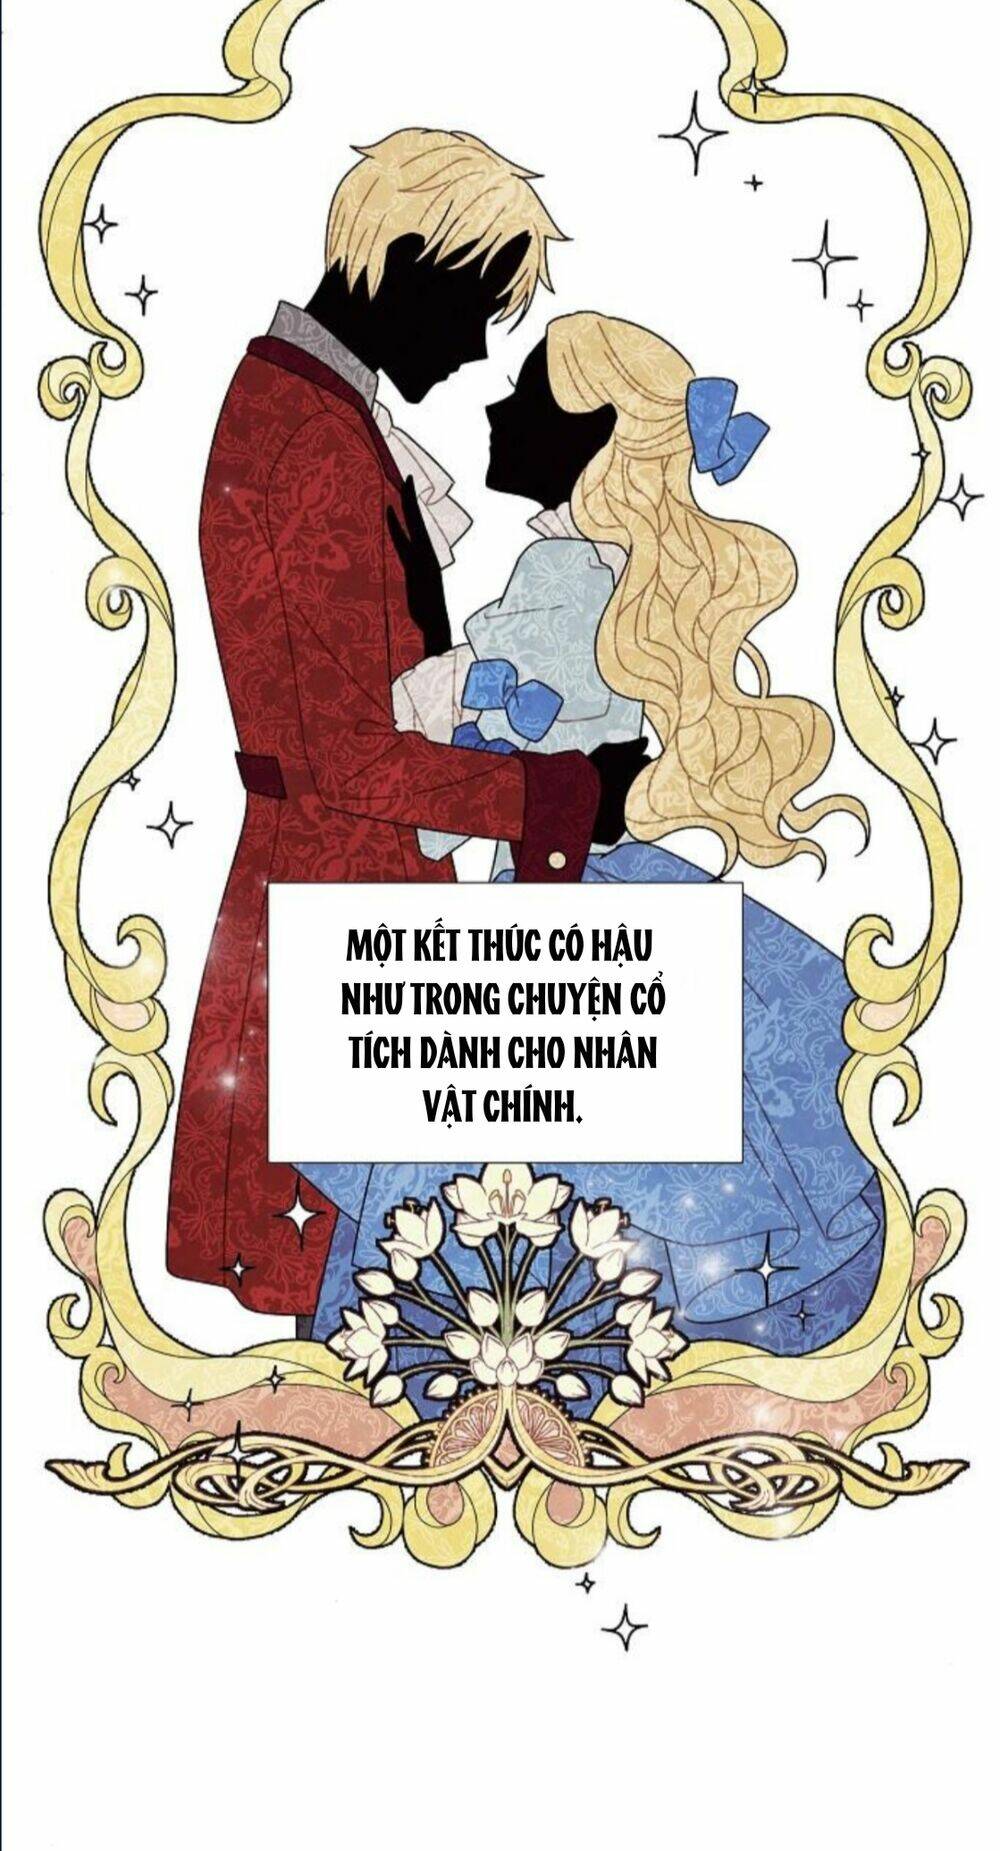 MỘT KẾT THÚC CÓ HẬU
NHƯ TRONG CHUYỆN CỔ
TÍCH DÀNH CHO NHÂN
VẬT CHÍNH.